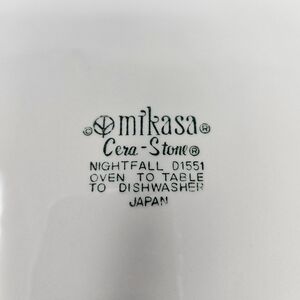 © mikasa®
Cera-Stone®
NIGHTFALL D1551
OVEN TO TABLE
TO DISHWASHER
JAPAN